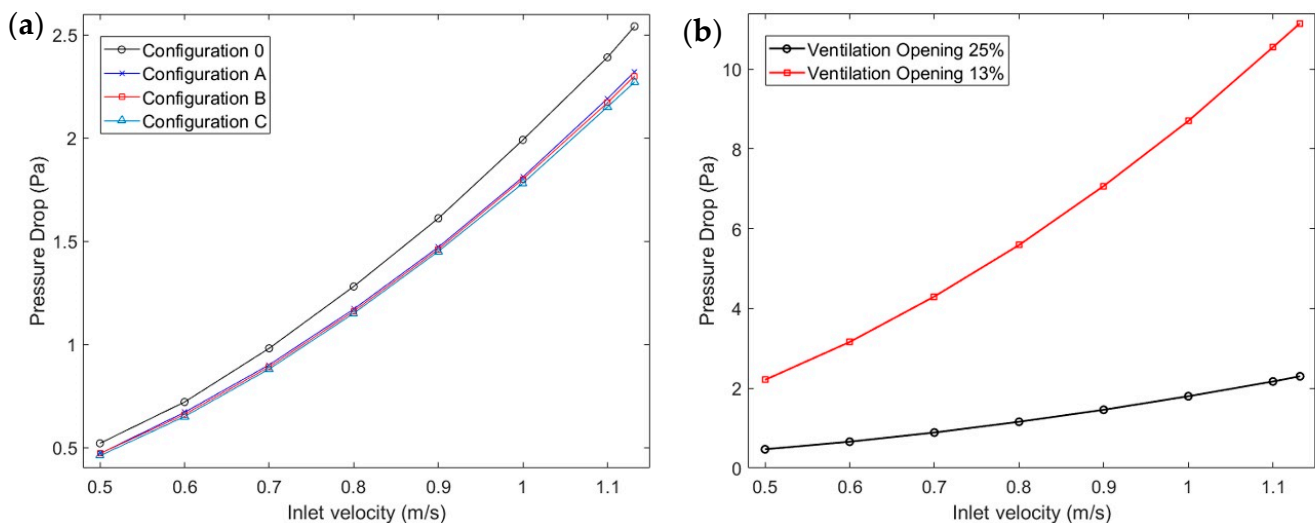 (a)
Configuration 0
Configuration A
Configuration B
Configuration C
Pressure Drop (Pa)
2.5
2
1.5
1
0.5
0.5 0.6 0.7 0.8 0.9 1 1.1
Inlet velocity (m/s)
(b)
Ventilation Opening 25%
Ventilation Opening 13%
Pressure Drop (Pa)
10
8
6
4
2
0
0.5 0.6 0.7 0.8 0.9 1 1.1
Inlet velocity (m/s)